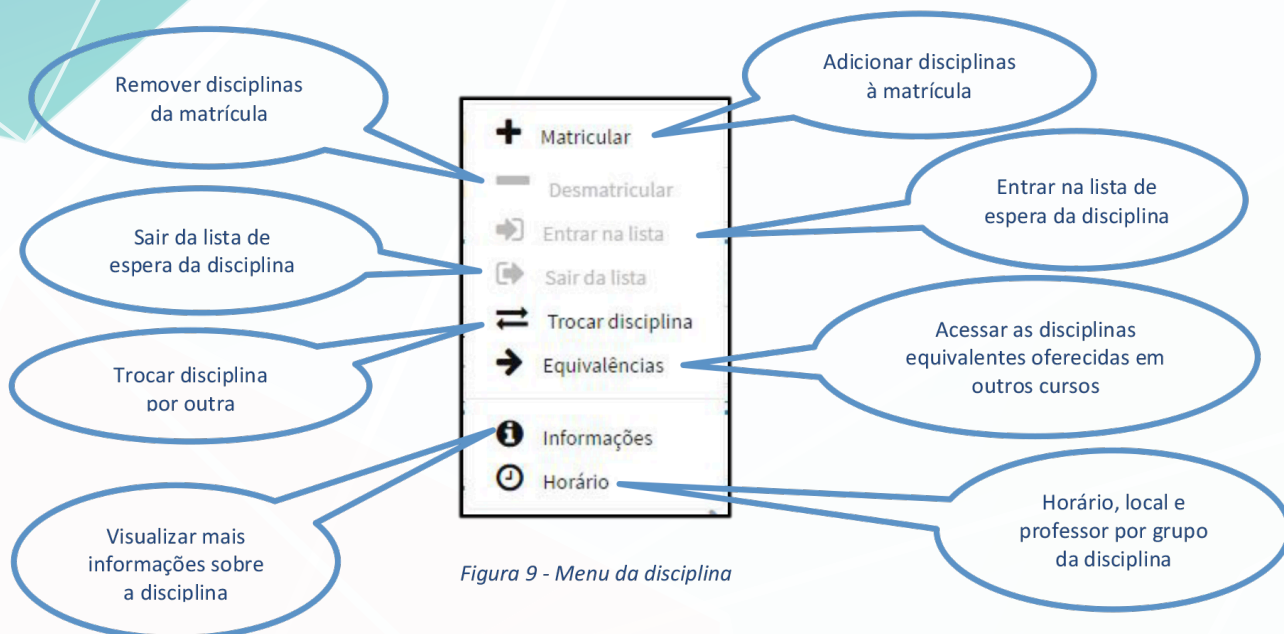 Remover disciplinas
da matrícula
Adicionar disciplinas
à matrícula
Matricular
Desmatricular
Entrar na lista
Sair da lista
Trocar disciplina
Equivalências
Informações
Horário
Entrar na lista de
espera da disciplina
Sair da lista de
espera da disciplina
Acessar as disciplinas
equivalentes oferecidas em
outros cursos
Trocar disciplina
por outra
Horário, local e
professor por grupo
da disciplina
Visualizar mais
informações sobre
a disciplina
Figura 9 - Menu da disciplina